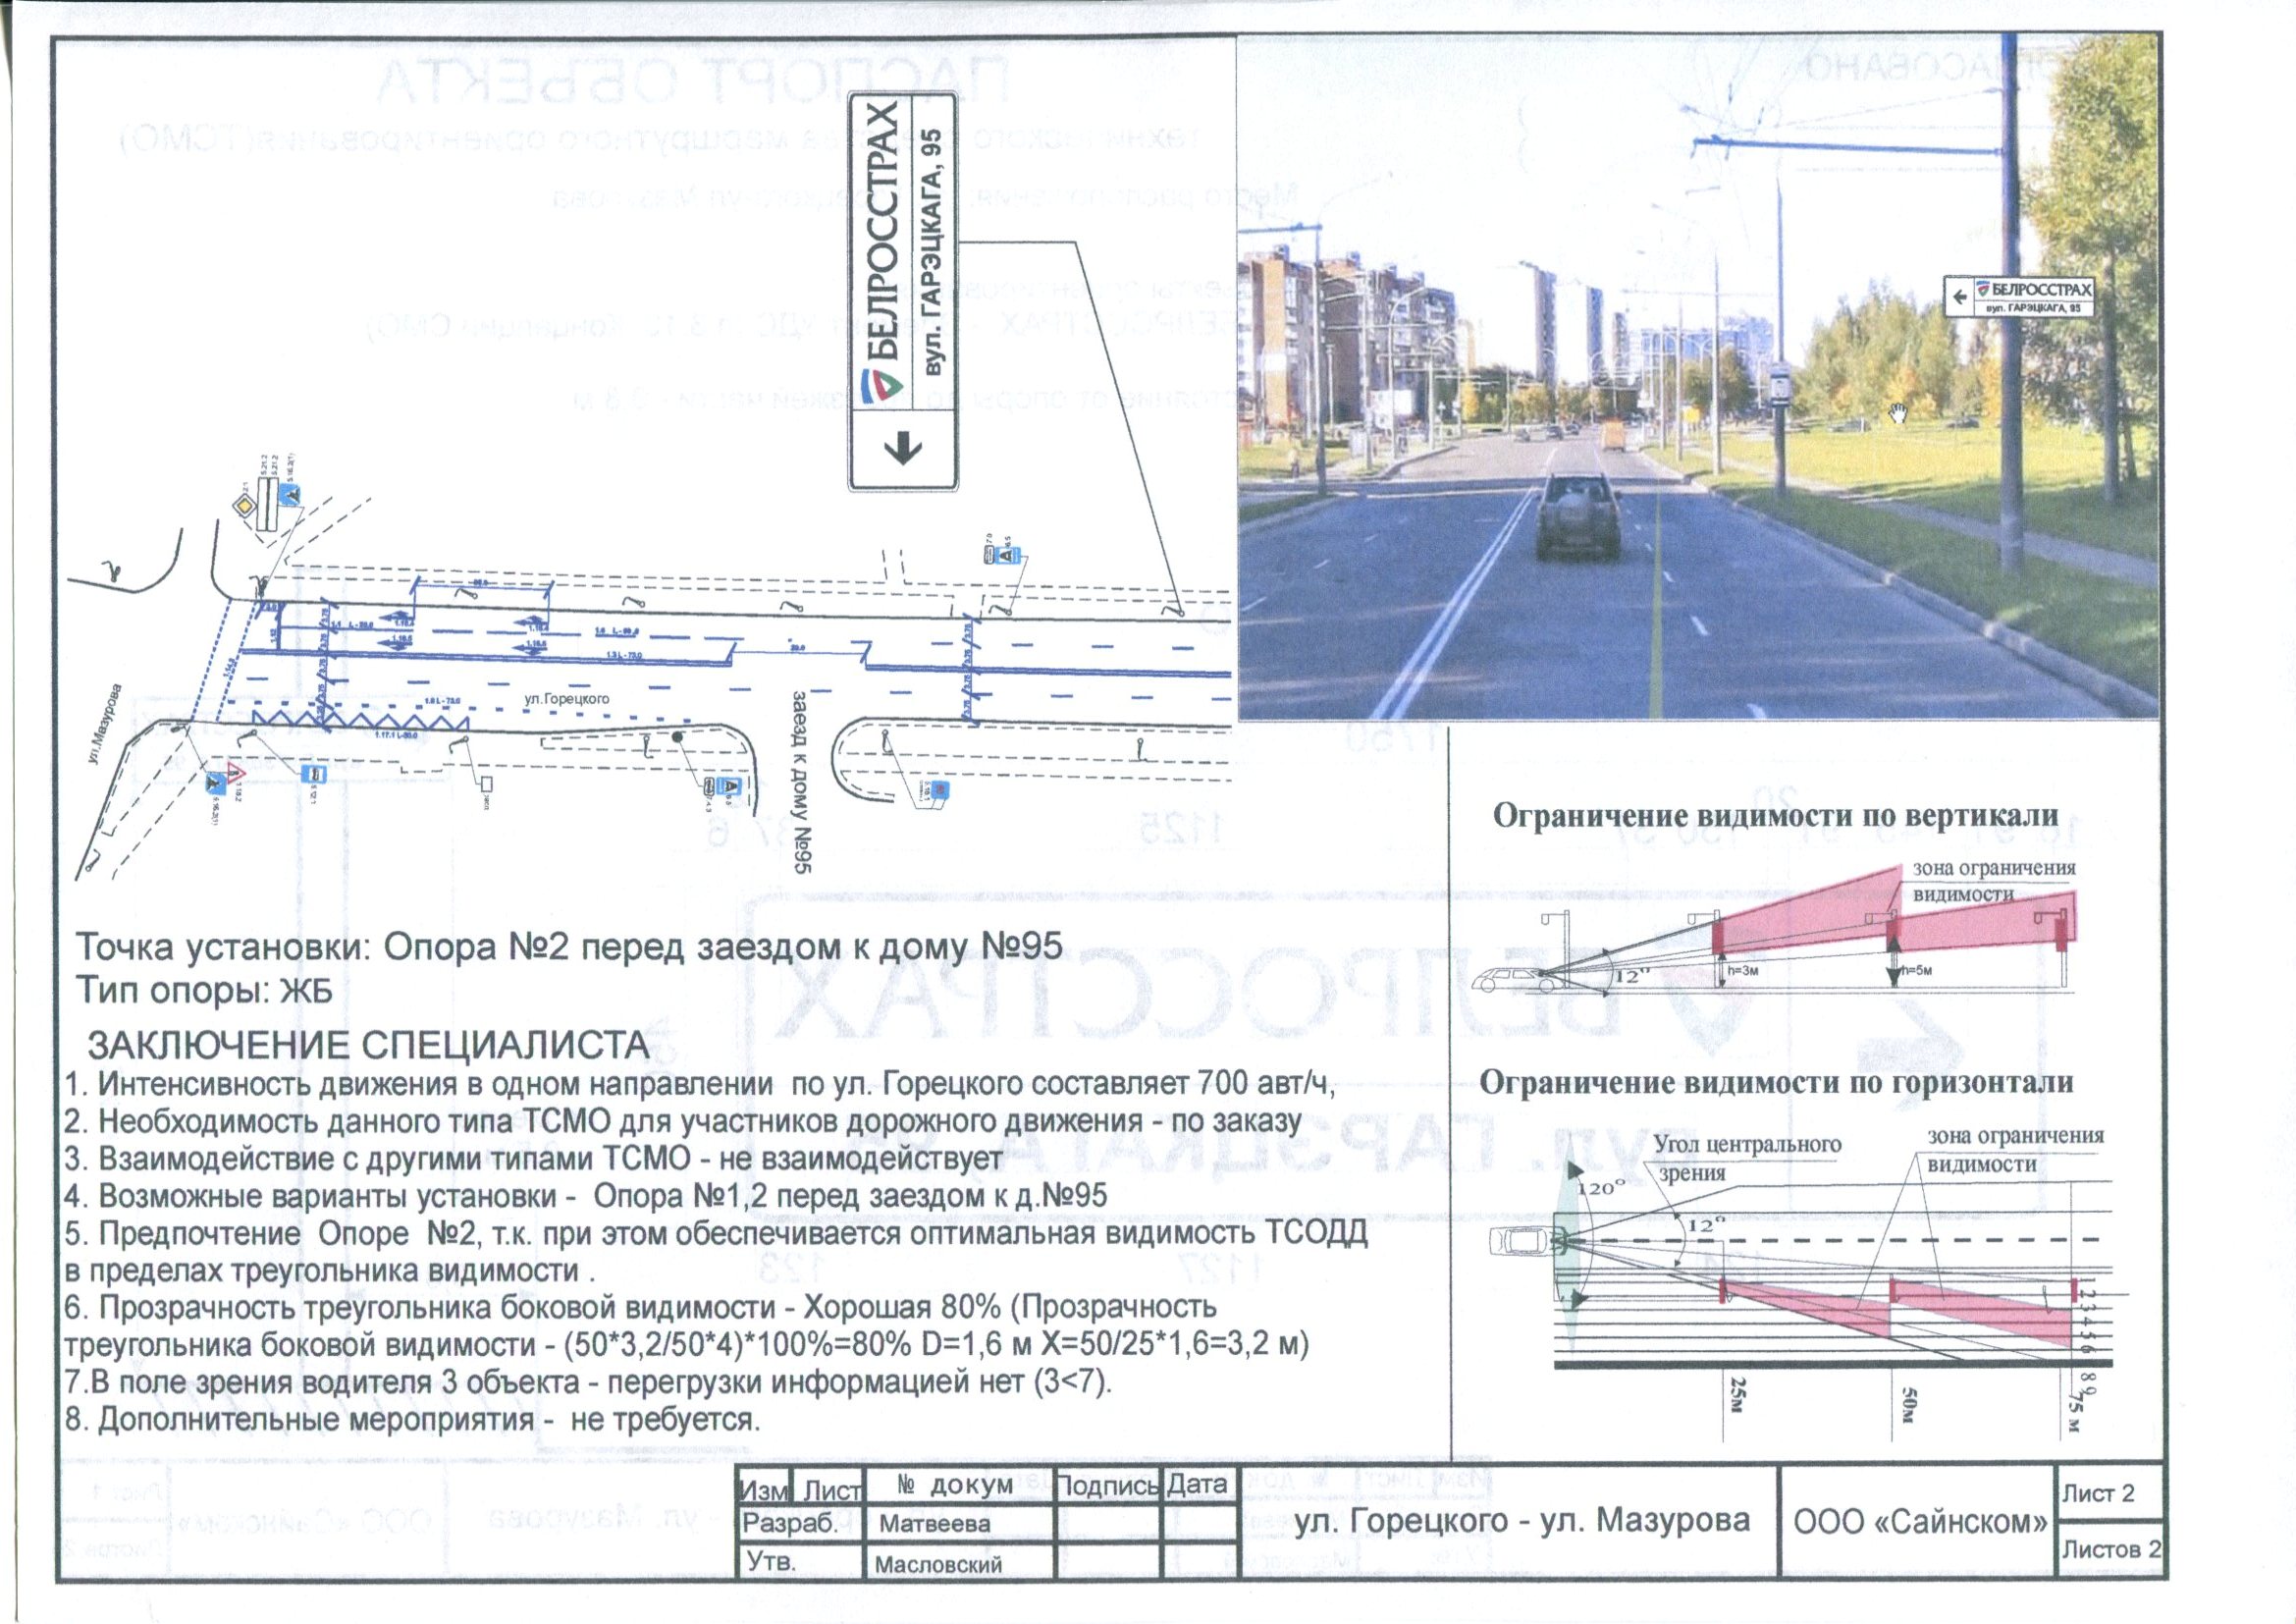 БЕЛРОССТРАХ
вул. ГАРЭЦКАГА, 95
БЕЛРОССТРАХ
вул. ГАРЭЦКАГА, 95
ул.Горецкого
ул.Мазурова
заезд к дому №95
Точка установки: Опора №2 перед заездом к дому №95
Тип опоры: ЖБ
ЗАКЛЮЧЕНИЕ СПЕЦИАЛИСТА
1. Интенсивность движения в одном направлении по ул. Горецкого составляет 700 авт/ч,
2. Необходимость данного типа ТСМО для участников дорожного движения - по заказу
3. Взаимодействие с другими типами ТСМО - не взаимодействует
4. Возможные варианты установки - Опора №1,2 перед заездом к д.№95
5. Предпочтение Опоре №2, т.к. при этом обеспечивается оптимальная видимость ТСОДД
в пределах треугольника видимости .
6. Прозрачность треугольника боковой видимости - Хорошая 80% (Прозрачность
треугольника боковой видимости - (50*3,2/50*4)*100%=80% D=1,6 м X=50/25*1,6=3,2 м)
7.В поле зрения водителя 3 объекта - перегрузки информацией нет (3<7).
8. Дополнительные мероприятия - не требуется.
Ограничение видимости по вертикали
зона ограничения
видимости
12°
h=3м
h=5м
Ограничение видимости по горизонтали
Угол центрального
зрения
зона ограничения
видимости
120°
12°
1 2 3 4 5 6
8 9
25м
50м
75 м
Изм Лист № докум Подпись Дата
Разраб. Матвеева
Утв. Масловский
ул. Горецкого - ул. Мазурова
ООО «Сайнском»
Лист 2
Листов 2